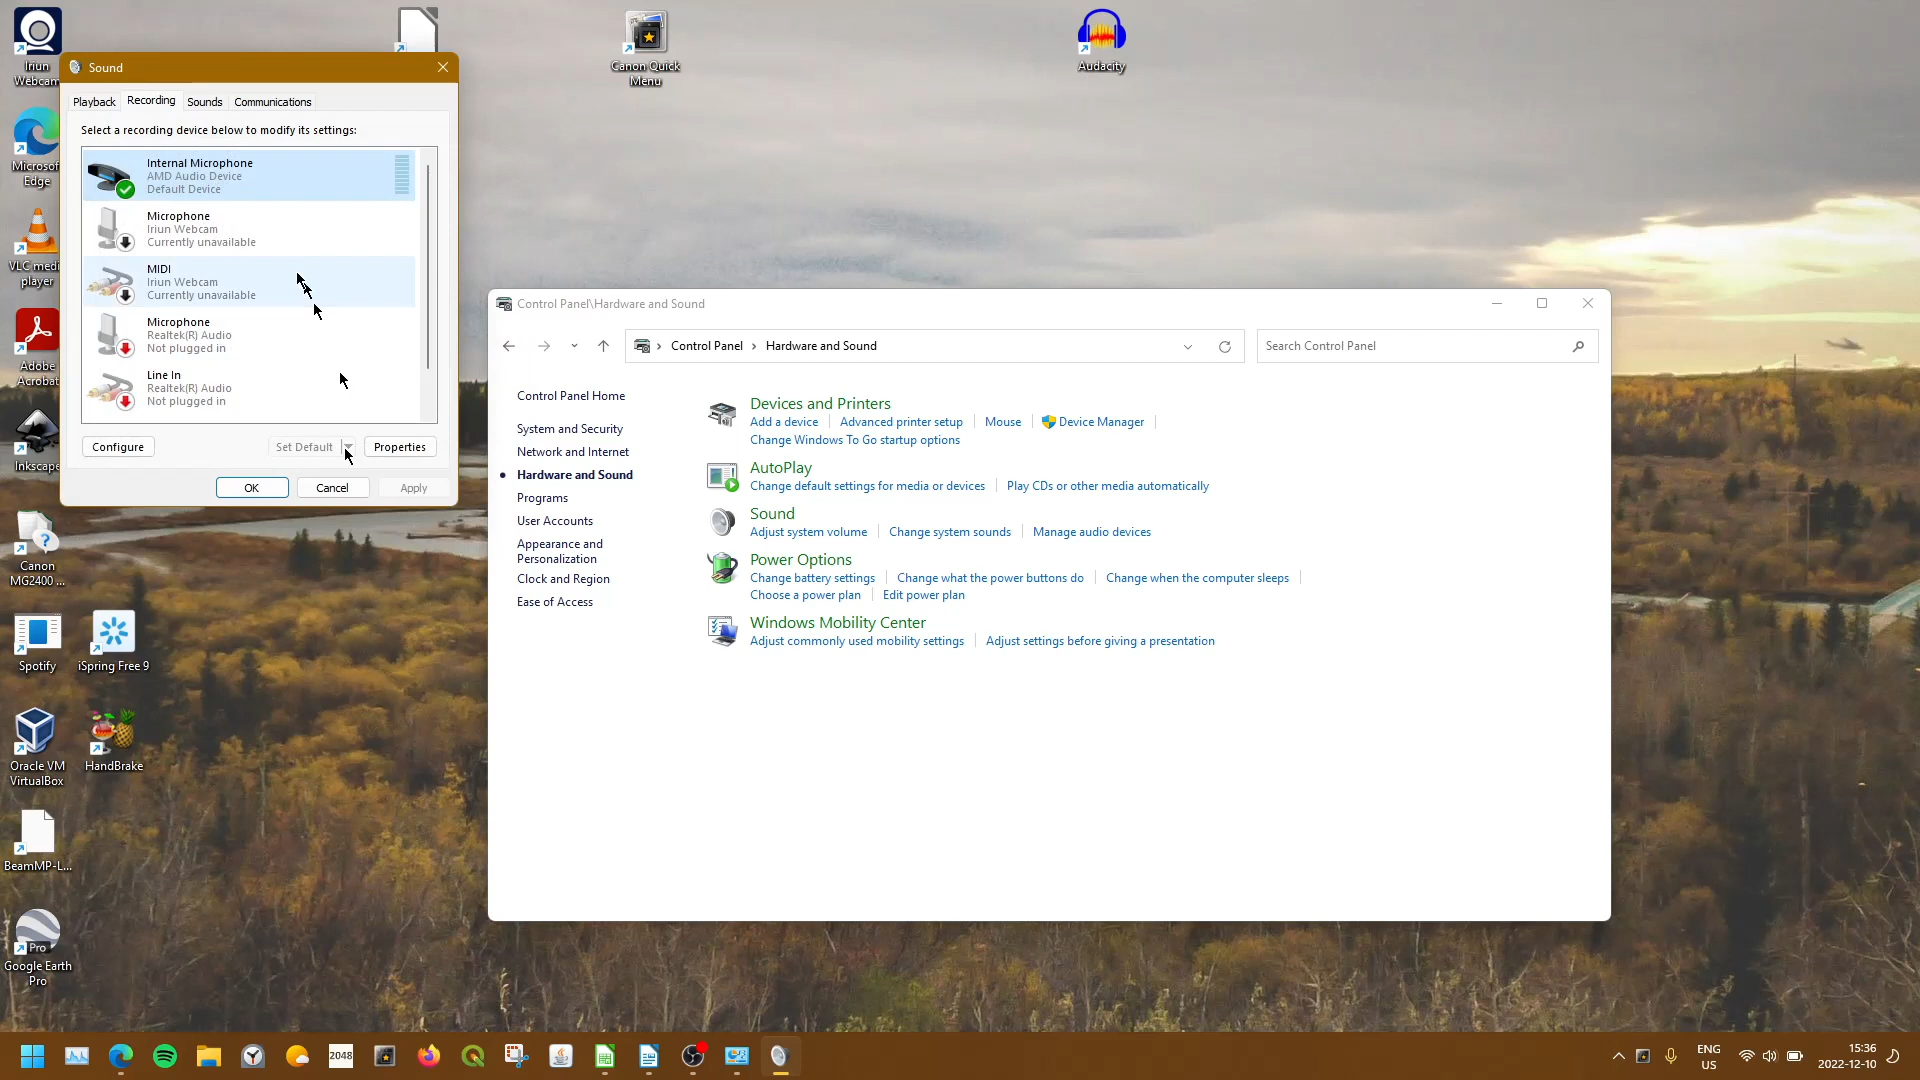 Iriun
Webcam
Canon Quick
Menu
Audacity
Sound
Playback
Recording
Sounds
Communications
Select a recording device below to modify its settings:
Internal Microphone
AMD Audio Device
Default Device
Microphone
Iriun Webcam
Currently unavailable
MIDI
Iriun Webcam
Currently unavailable
Microphone
Realtek(R) Audio
Not plugged in
Line In
Realtek(R) Audio
Not plugged in
Configure
Set Default
Properties
OK
Cancel
Apply
Microsof
Edge
VLC medi
player
Adobe
Acrobat
Inkscape
Canon
MG2400 ...
Spotify
iSpring Free 9
Oracle VM
VirtualBox
HandBrake
BeamMP-L...
Pro
Google Earth
Pro
Control Panel\Hardware and Sound
Control Panel > Hardware and Sound
Search Control Panel
Control Panel Home
System and Security
Network and Internet
Hardware and Sound
Programs
User Accounts
Appearance and
Personalization
Clock and Region
Ease of Access
Devices and Printers
Add a device
Advanced printer setup
Mouse
Device Manager
Change Windows To Go startup options
AutoPlay
Change default settings for media or devices
Play CDs or other media automatically
Sound
Adjust system volume
Change system sounds
Manage audio devices
Power Options
Change battery settings
Change what the power buttons do
Change when the computer sleeps
Choose a power plan
Edit power plan
Windows Mobility Center
Adjust commonly used mobility settings
Adjust settings before giving a presentation
2048
ENG
US
15:36
2022-12-10